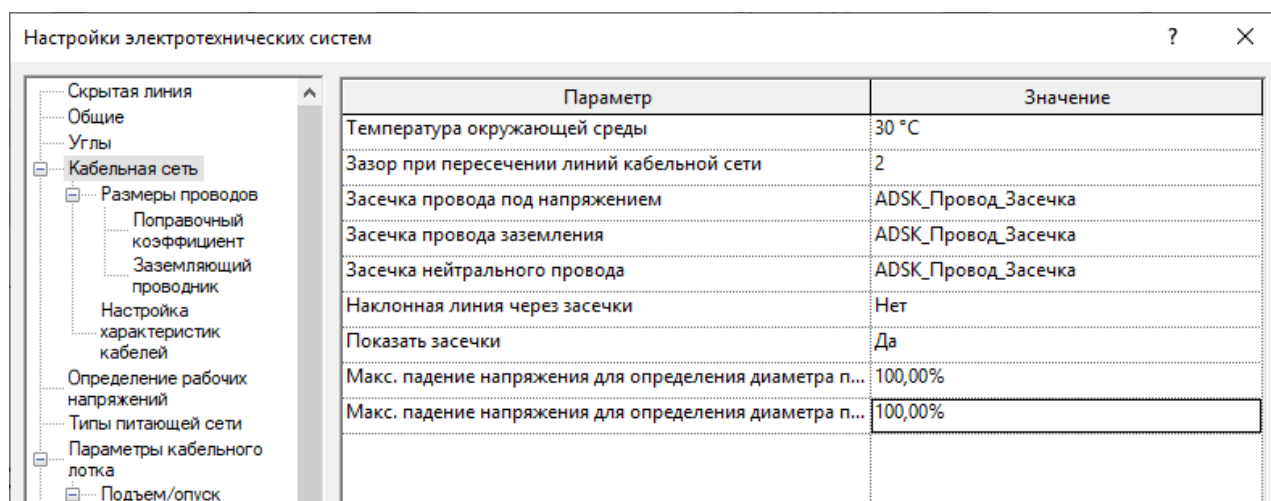 Настройки электротехнических систем
?
Скрытая линия
Общие
Углы
Кабельная сеть
Размеры проводов
Поправочный
коэффициент
Заземляющий
проводник
Настройка
характеристик
кабелей
Определение рабочих
напряжений
Типы питающей сети
Параметры кабельного
лотка
Подъем/опуск
Параметр Значение
Температура окружающей среды 30 °C
Зазор при пересечении линий кабельной сети 2
Засечка провода под напряжением ADSK_Провод_Засечка
Засечка провода заземления ADSK_Провод_Засечка
Засечка нейтрального провода ADSK_Провод_Засечка
Наклонная линия через засечки Нет
Показать засечки Да
Макс. падение напряжения для определения диаметра п... 100,00%
Макс. падение напряжения для определения диаметра п... 100,00%